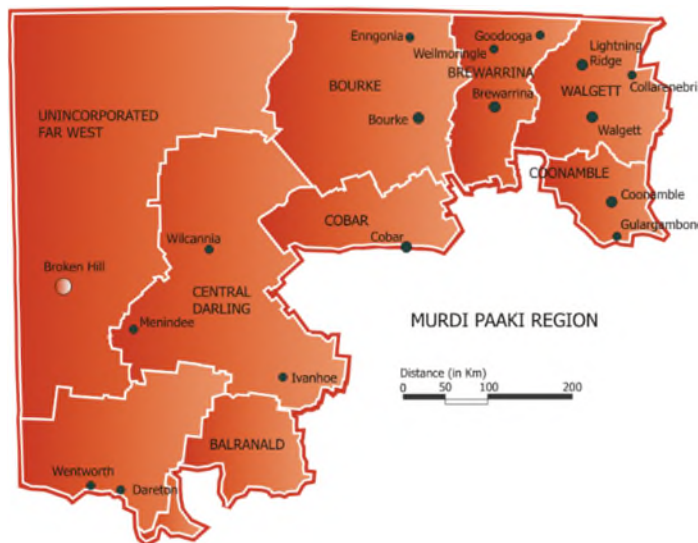 Enngonia
Goodooga
Weilmoringle
Lightning
Ridge
BREWARRINA
Collarenebri
BOURKE
WALGETT
Brewarrina
UNINCORPORATED
FAR WEST
Bourke
Walgett
COONAMBLE
Coonamble
COBAR
Gulargambone
Wilcannia
Cobar
Broken Hill
CENTRAL
DARLING
Menindee
MURDI PAAKI REGION
Distance (in Km)
0 50 100 200
Ivanhoe
BALRANALD
Wentworth
Dareton